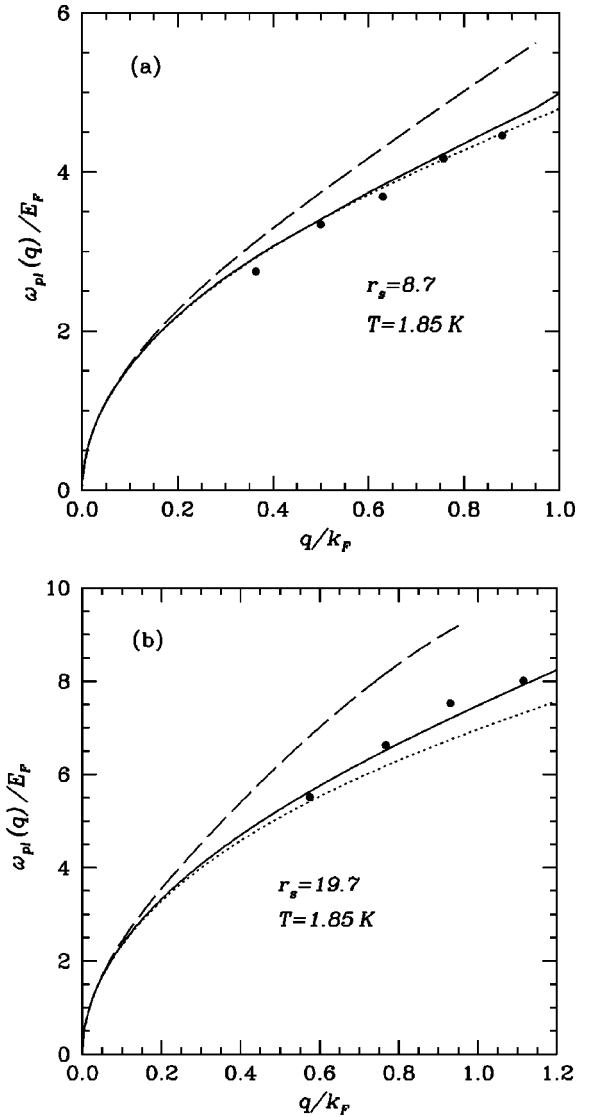 6
(a)
4
ω_pl(q)/E_F
r_s=8.7
2
T=1.85 K
0
0.0 0.2 0.4 0.6 0.8 1.0
q/k_F
10
(b)
8
6
ω_pl(q)/E_F
4
r_s=19.7
T=1.85 K
2
0
0.0 0.2 0.4 0.6 0.8 1.0 1.2
q/k_F